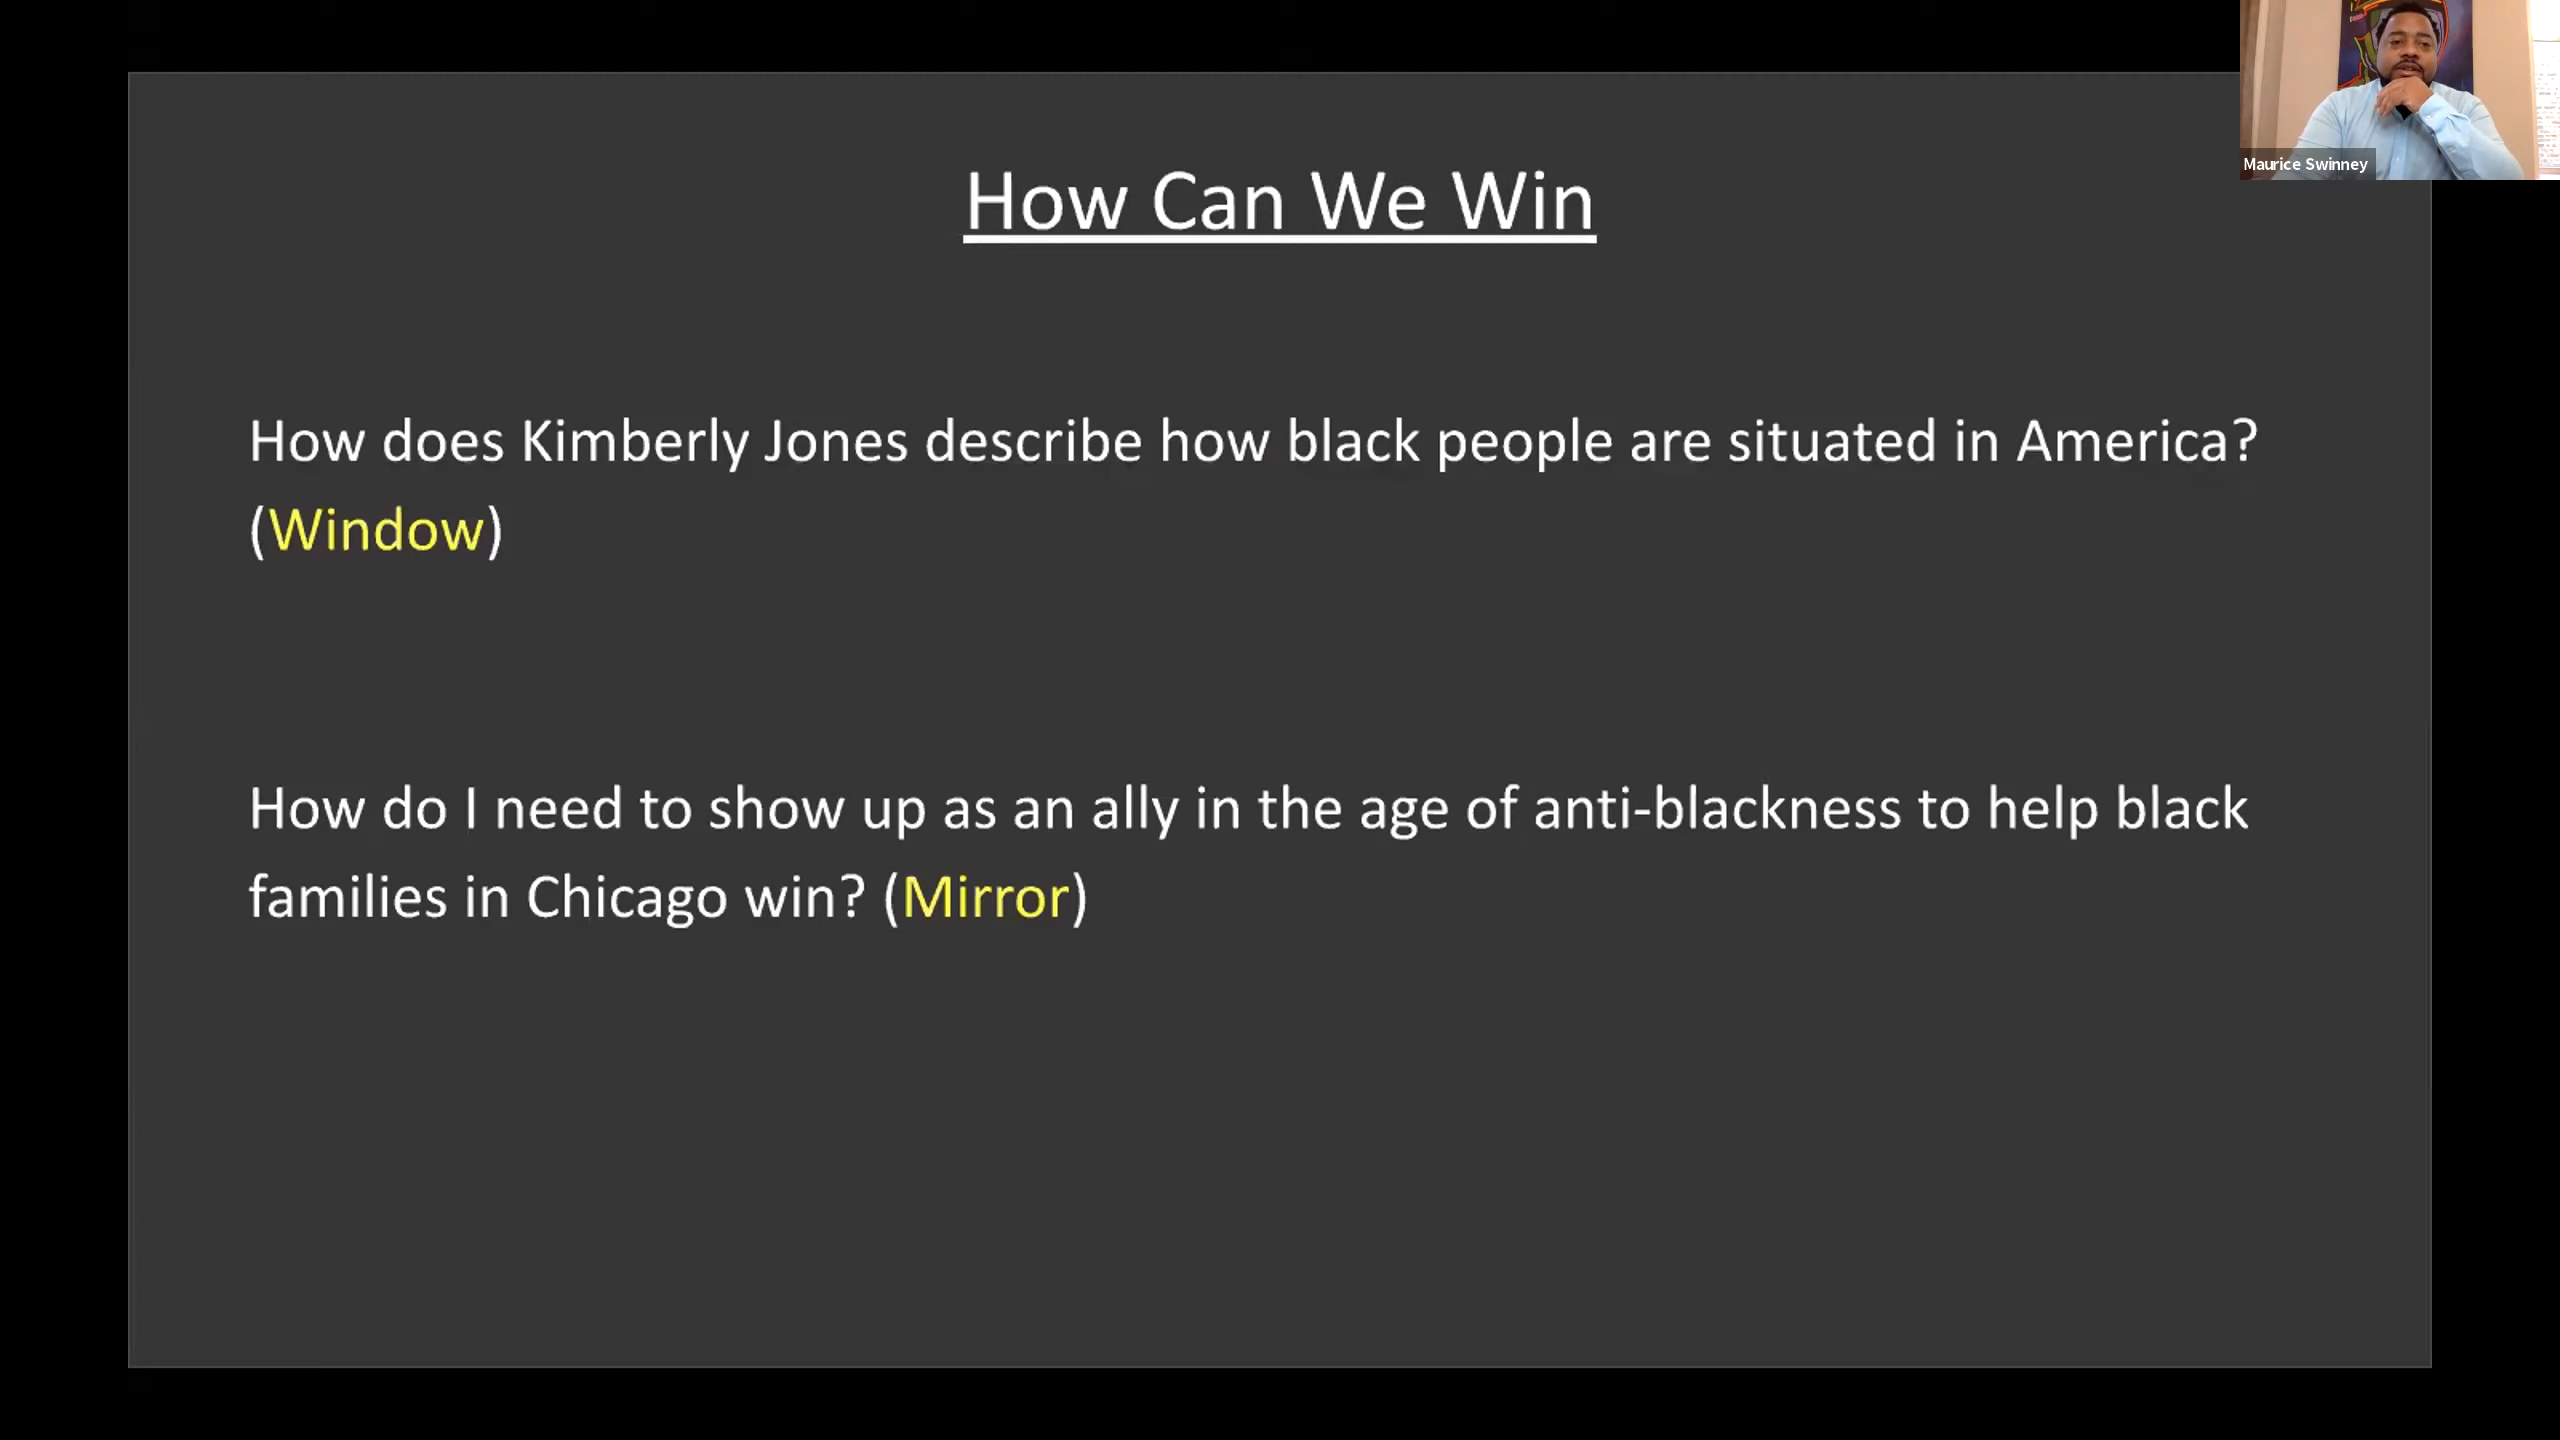 Maurice Swinney
How Can We Win
How does Kimberly Jones describe how black people are situated in America?
(Window)
How do I need to show up as an ally in the age of anti-blackness to help black
families in Chicago win? (Mirror)